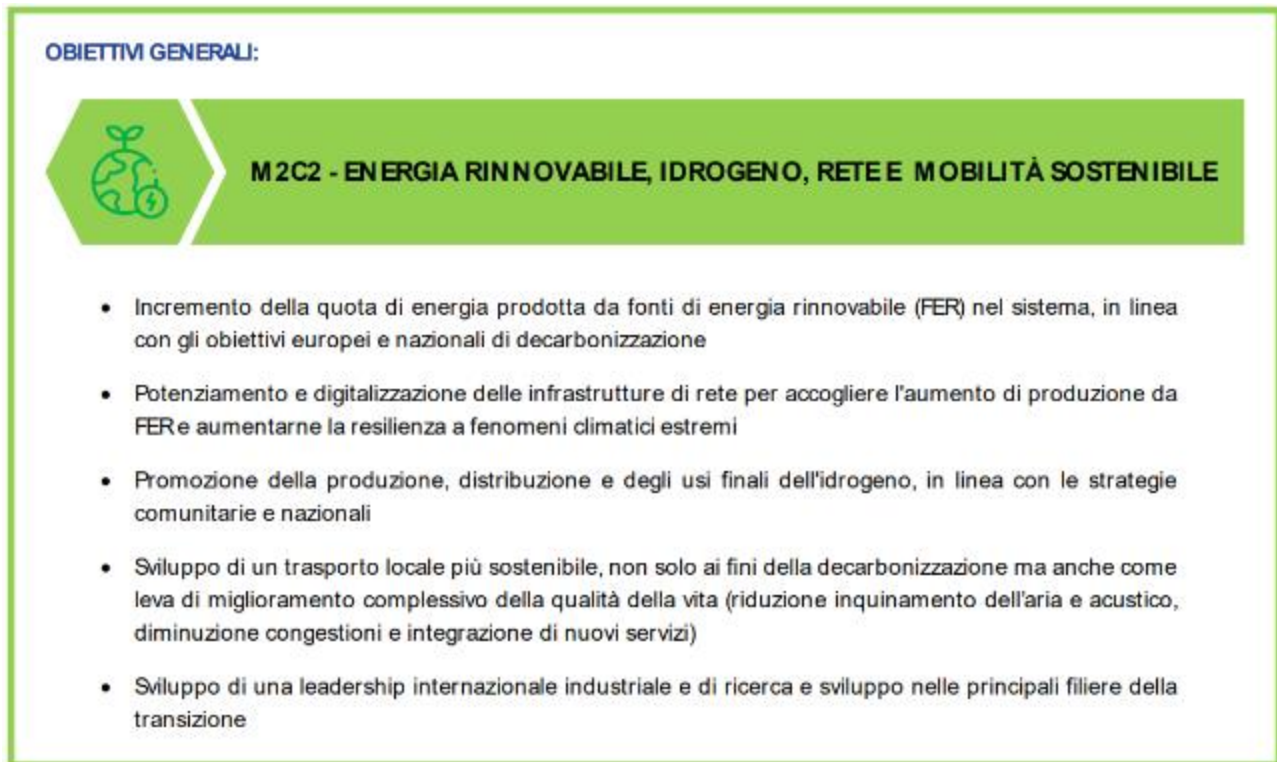 OBIETTIVI GENERALI:
M2C2 - ENERGIA RINNOVABILE, IDROGENO, RETE E MOBILITÀ SOSTENIBILE
• Incremento della quota di energia prodotta da fonti di energia rinnovabile (FER) nel sistema, in linea
con gli obiettivi europei e nazionali di decarbonizzazione
• Potenziamento e digitalizzazione delle infrastrutture di rete per accogliere l'aumento di produzione da
FER e aumentarne la resilienza a fenomeni climatici estremi
• Promozione della produzione, distribuzione e degli usi finali dell'idrogeno, in linea con le strategie
comunitarie e nazionali
• Sviluppo di un trasporto locale più sostenibile, non solo ai fini della decarbonizzazione ma anche come
leva di miglioramento complessivo della qualità della vita (riduzione inquinamento dell'aria e acustico,
diminuzione congestioni e integrazione di nuovi servizi)
• Sviluppo di una leadership internazionale industriale e di ricerca e sviluppo nelle principali filiere della
transizione